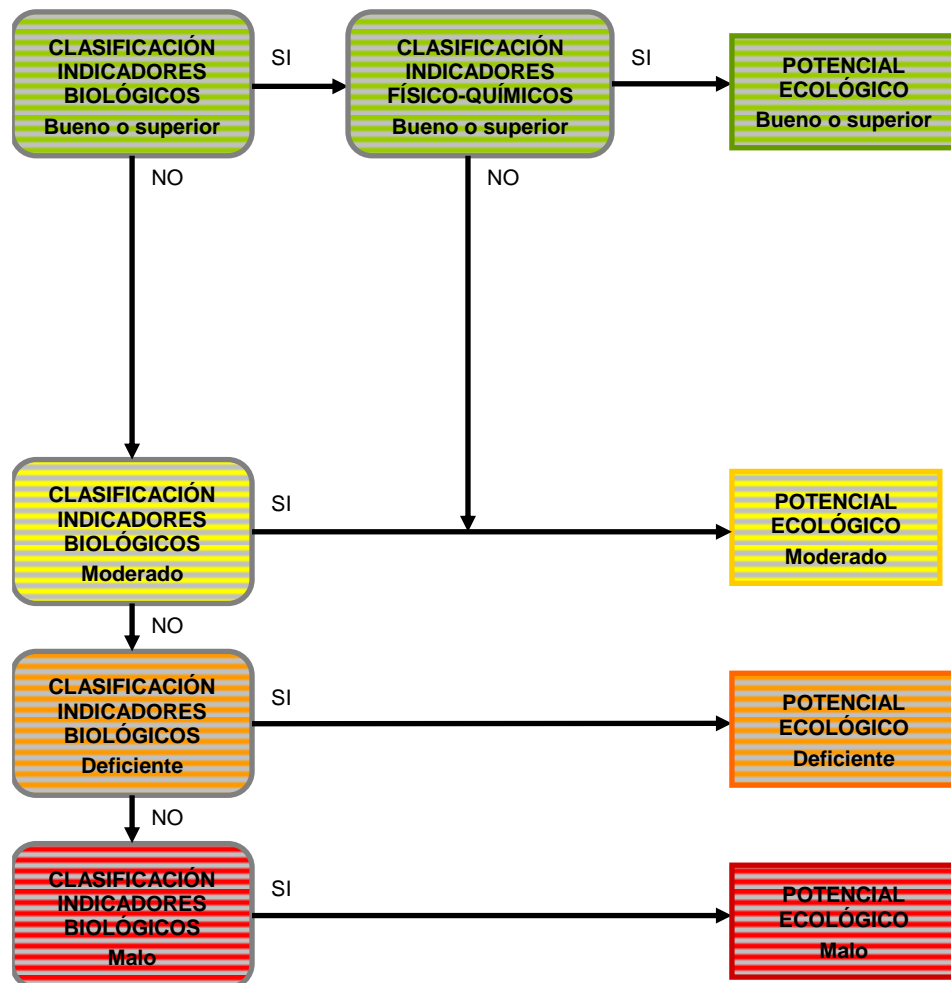 CLASIFICACIÓN
INDICADORES
BIOLÓGICOS
Bueno o superior
SI
CLASIFICACIÓN
INDICADORES
FÍSICO-QUÍMICOS
Bueno o superior
SI
POTENCIAL
ECOLÓGICO
Bueno o superior
NO
NO
CLASIFICACIÓN
INDICADORES
BIOLÓGICOS
Moderado
SI
POTENCIAL
ECOLÓGICO
Moderado
NO
CLASIFICACIÓN
INDICADORES
BIOLÓGICOS
Deficiente
SI
POTENCIAL
ECOLÓGICO
Deficiente
NO
CLASIFICACIÓN
INDICADORES
BIOLÓGICOS
Malo
SI
POTENCIAL
ECOLÓGICO
Malo